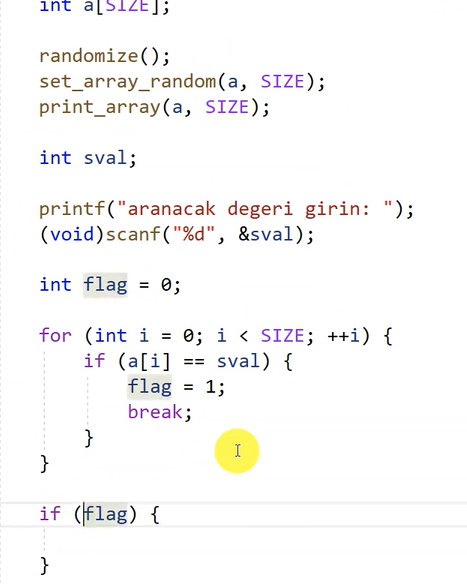 int a[SIZE];
randomize();
set_array_random(a, SIZE);
print_array(a, SIZE);
int sval;
printf("aranacak degeri girin: ");
(void)scanf("%d", &sval);
int flag = 0;
for (int i = 0; i < SIZE; ++i) {
if (a[i] == sval) {
flag = 1;
break;
}
}
if (flag) {
}